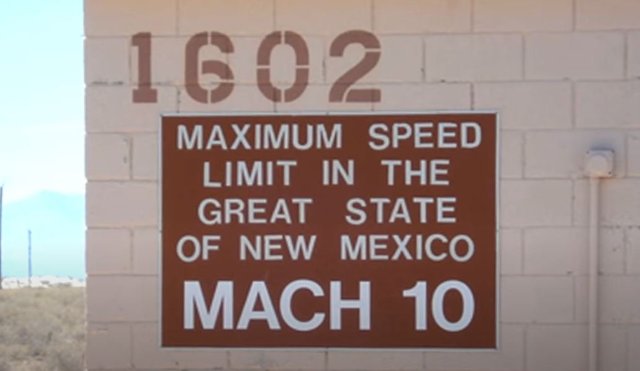 1602
MAXIMUM SPEED
LIMIT IN THE
GREAT STATE
OF NEW MEXICO
MACH 10